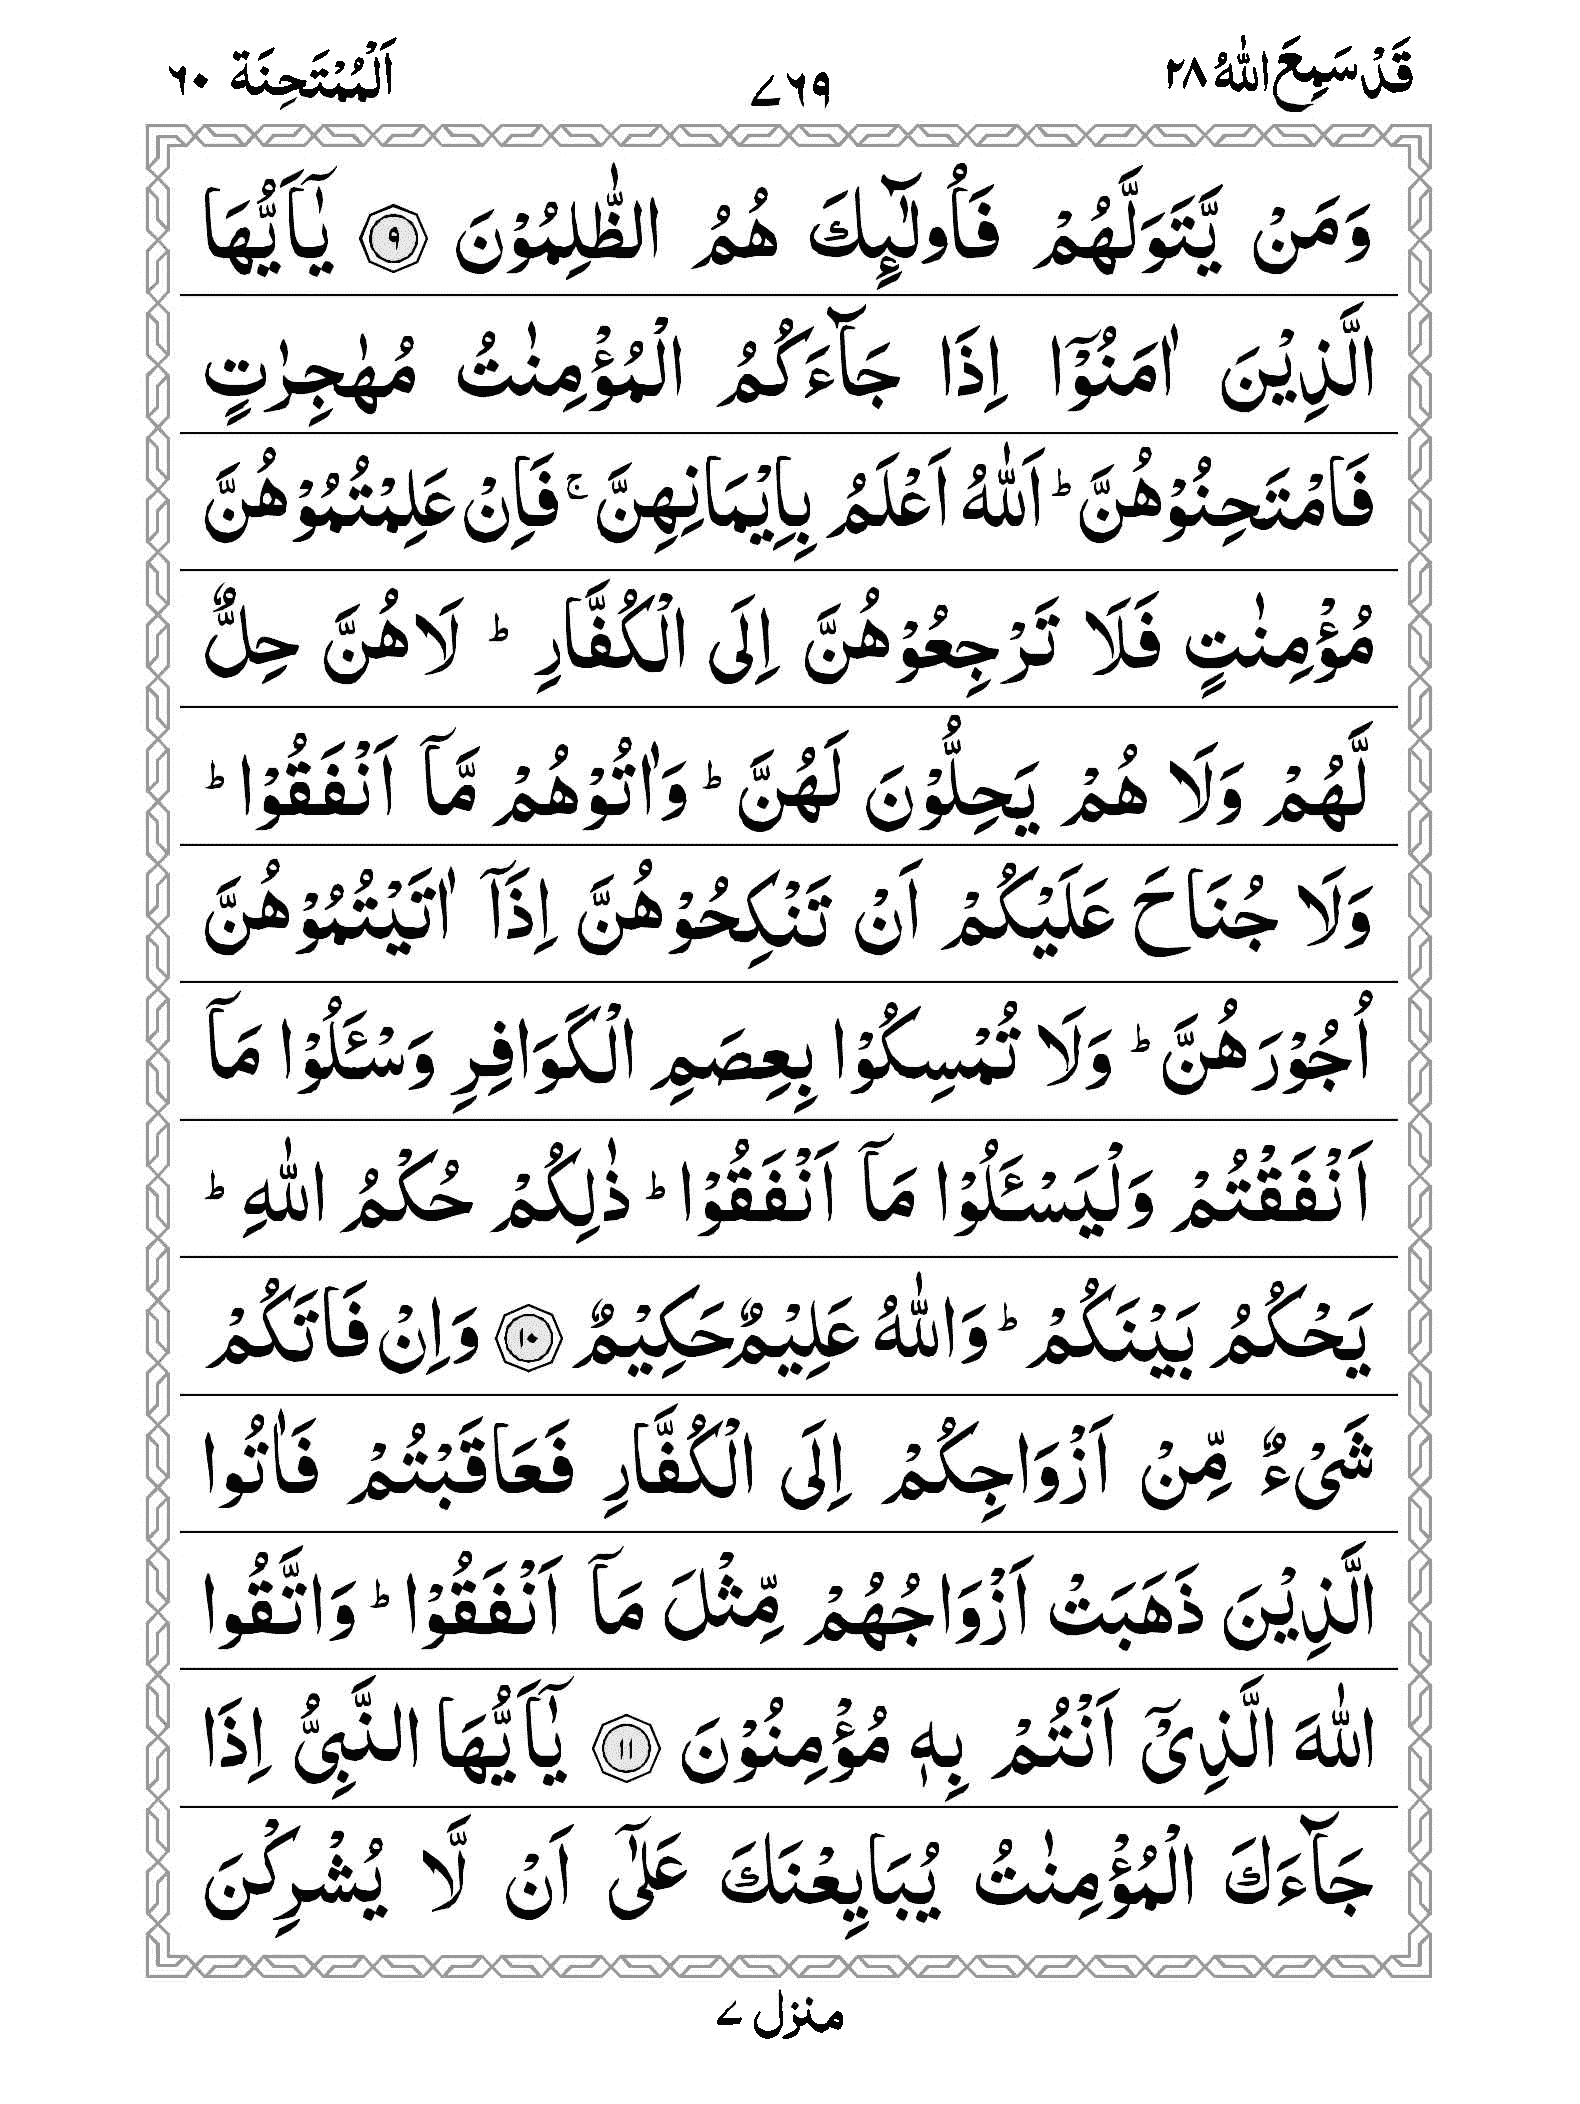 قَدْ سَمِعَ اللّٰهُ ٢٨
٧٦٩
اَلْمُمْتَحِنَة ٦٠
وَمَنْ يَّتَوَلَّهُمْ فَاُولٰٓئِكَ هُمُ الظّٰلِمُوْنَ ۝٩ يٰٓاَيُّهَا
الَّذِيْنَ اٰمَنُوْٓا اِذَا جَآءَكُمُ الْمُؤْمِنٰتُ مُهٰجِرٰتٍ
فَامْتَحِنُوْهُنَّ ؕ اَللّٰهُ اَعْلَمُ بِاِيْمَانِهِنَّ ۚ فَاِنْ عَلِمْتُمُوْهُنَّ
مُؤْمِنٰتٍ فَلَا تَرْجِعُوْهُنَّ اِلَى الْكُفَّارِ ؕ لَاهُنَّ حِلٌّ
لَّهُمْ وَلَا هُمْ يَحِلُّوْنَ لَهُنَّ ؕ وَاٰتُوْهُمْ مَّآ اَنْفَقُوْا ؕ
وَلَا جُنَاحَ عَلَيْكُمْ اَنْ تَنْكِحُوْهُنَّ اِذَآ اٰتَيْتُمُوْهُنَّ
اُجُوْرَهُنَّ ؕ وَلَا تُمْسِكُوْا بِعِصَمِ الْكَوَافِرِ وَسْـَٔلُوْا مَآ
اَنْفَقْتُمْ وَلْيَسْـَٔلُوْا مَآ اَنْفَقُوْا ؕ ذٰلِكُمْ حُكْمُ اللّٰهِ ؕ
يَحْكُمُ بَيْنَكُمْ ؕ وَاللّٰهُ عَلِيْمٌ حَكِيْمٌ ۝١٠ وَاِنْ فَاتَكُمْ
شَيْءٌ مِّنْ اَزْوَاجِكُمْ اِلَى الْكُفَّارِ فَعَاقَبْتُمْ فَاٰتُوا
الَّذِيْنَ ذَهَبَتْ اَزْوَاجُهُمْ مِّثْلَ مَآ اَنْفَقُوْا ؕ وَاتَّقُوا
اللّٰهَ الَّذِيْٓ اَنْتُمْ بِهٖ مُؤْمِنُوْنَ ۝١١ يٰٓاَيُّهَا النَّبِيُّ اِذَا
جَآءَكَ الْمُؤْمِنٰتُ يُبَايِعْنَكَ عَلٰٓى اَنْ لَّا يُشْرِكْنَ
منزل ٧